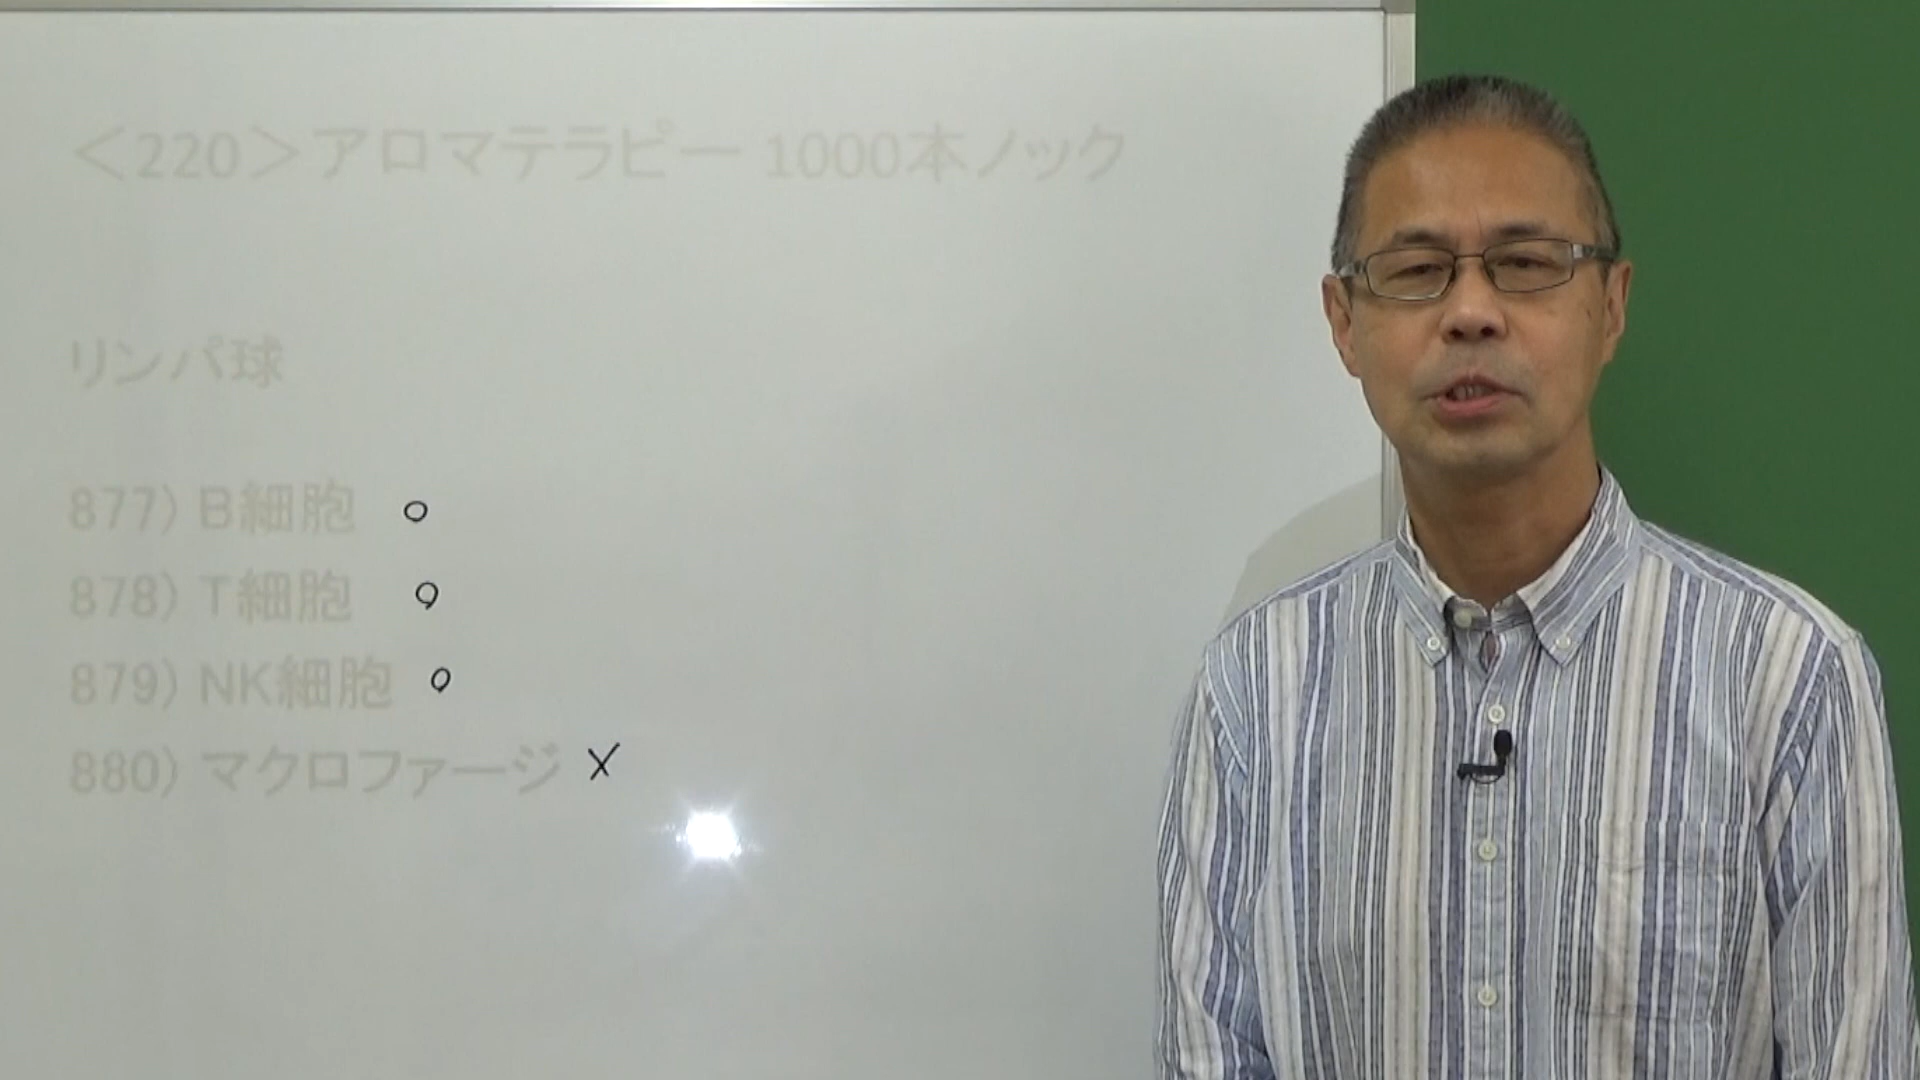 <220>アロマテラピー 1000本ノック
リンパ球
877) B細胞 ○
878) T細胞 ○
879) NK細胞 ○
880) マクロファージ ×